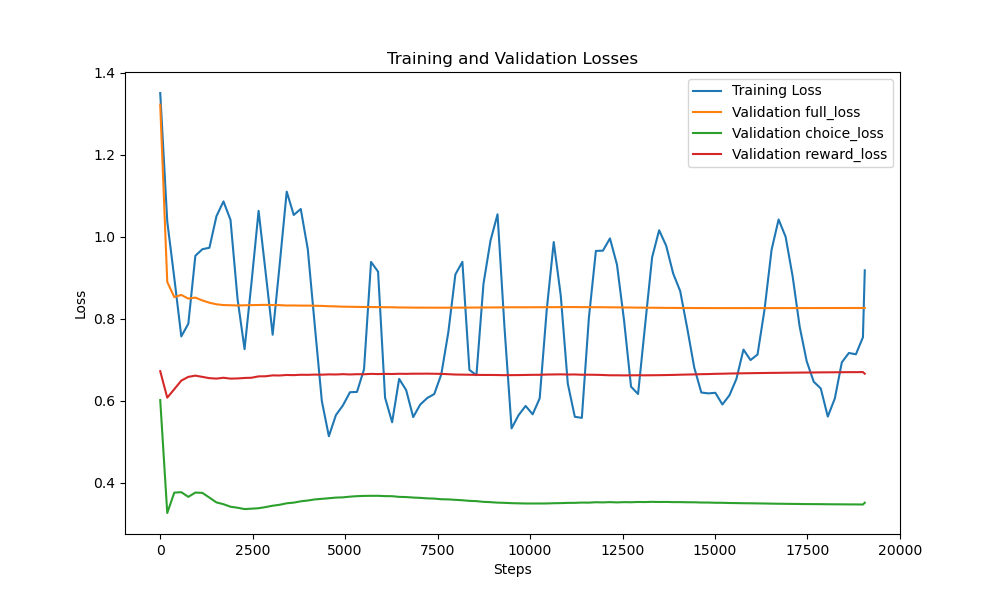 Training and Validation Losses
Training Loss
Validation full_loss
Validation choice_loss
Validation reward_loss
1.4
1.2
1.0
0.8
0.6
0.4
Loss
0 2500 5000 7500 10000 12500 15000 17500 20000
Steps